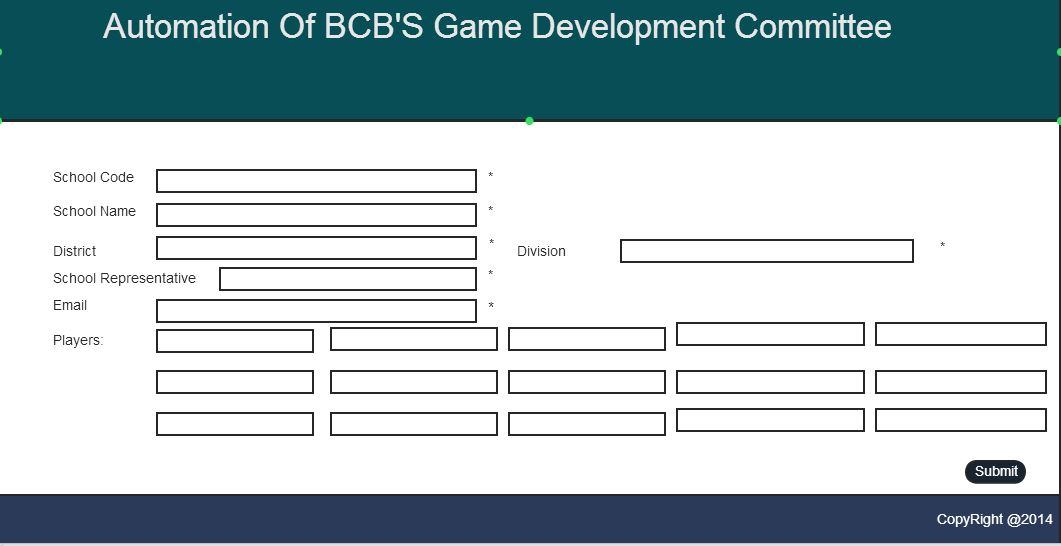 Automation Of BCB'S Game Development Committee
School Code *
School Name *
District * Division *
School Representative *
Email *
Players:
Submit
CopyRight @2014